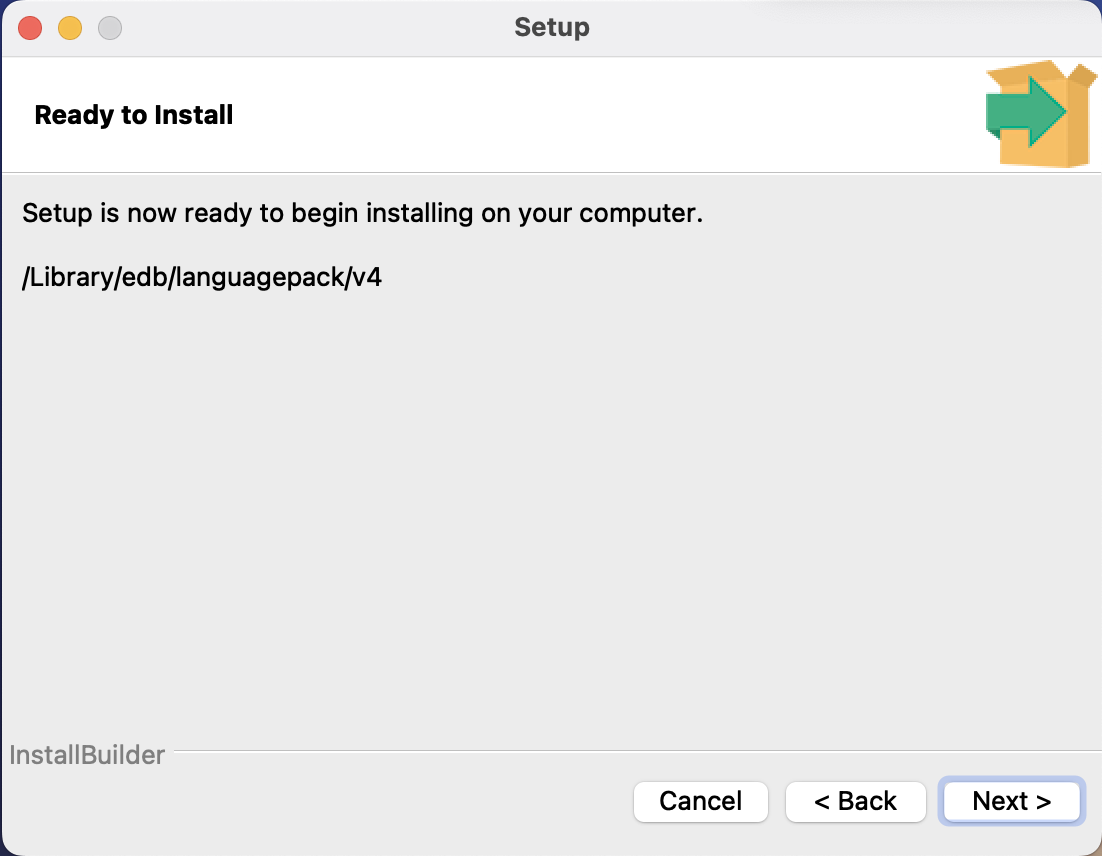 Setup
Ready to Install
Setup is now ready to begin installing on your computer.
/Library/edb/languagepack/v4
InstallBuilder
Cancel
< Back
Next >